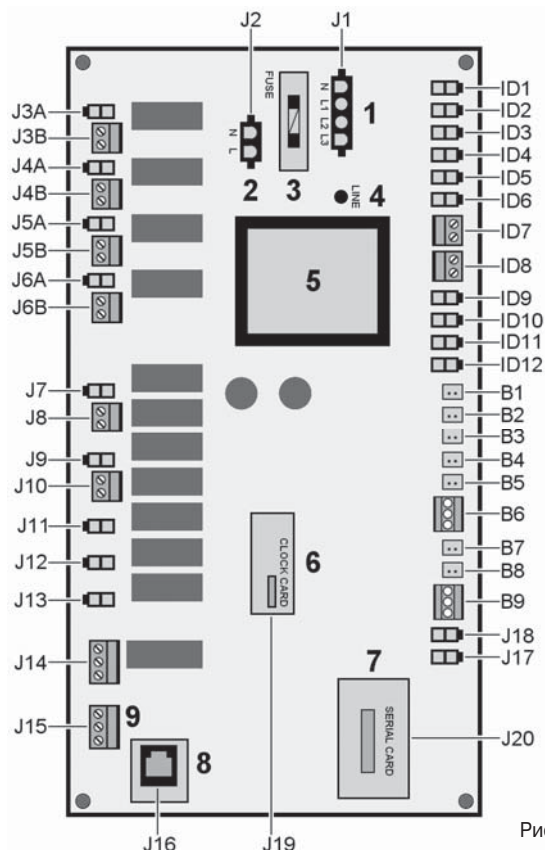 J2
J1
FUSE
N
L1
L2
L3
1
N
L
2
3
LINE
4
5
J3A
J3B
J4A
J4B
J5A
J5B
J6A
J6B
J7
J8
J9
J10
J11
J12
J13
J14
J15
9
8
J16
CLOCK CARD
6
J19
7
SERIAL CARD
J20
ID1
ID2
ID3
ID4
ID5
ID6
ID7
ID8
ID9
ID10
ID11
ID12
B1
B2
B3
B4
B5
B6
B7
B8
B9
J18
J17